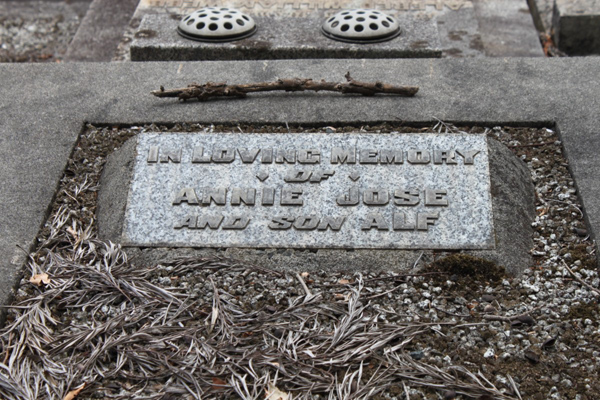 In Loving Memory
of
Annie Jose
and Son Alf